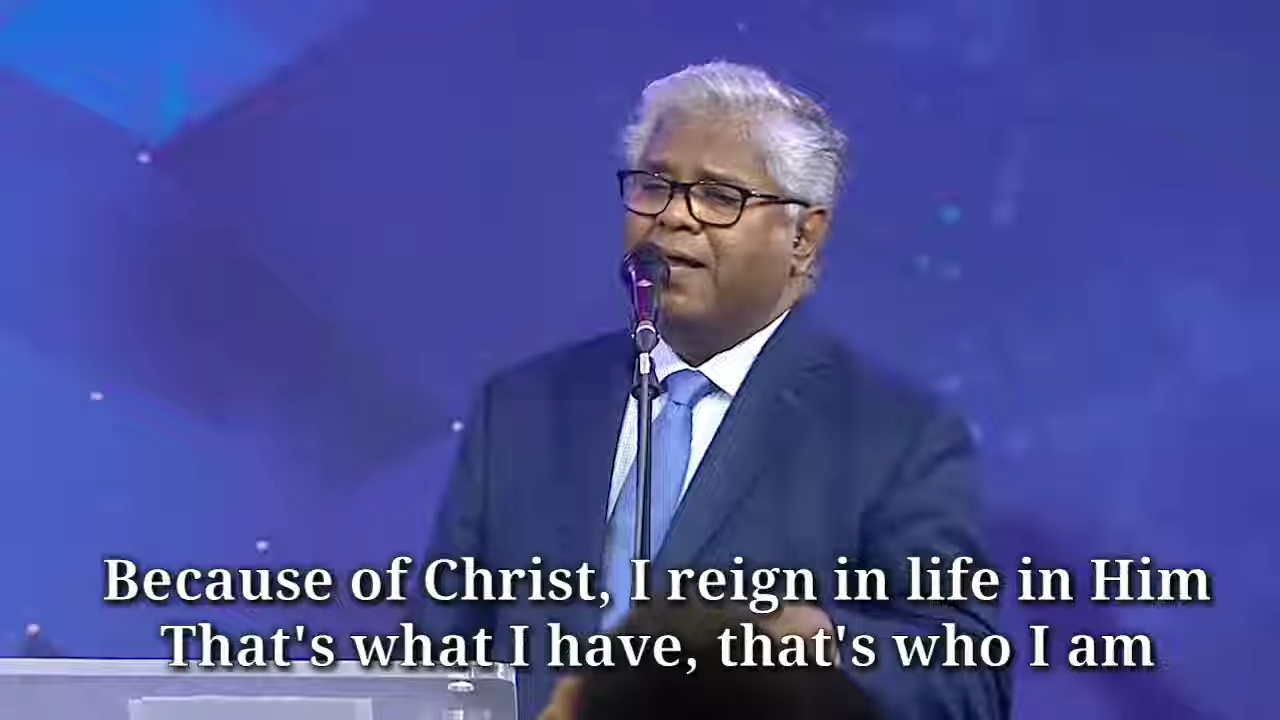 Because of Christ, I reign in life in Him
That's what I have, that's who I am